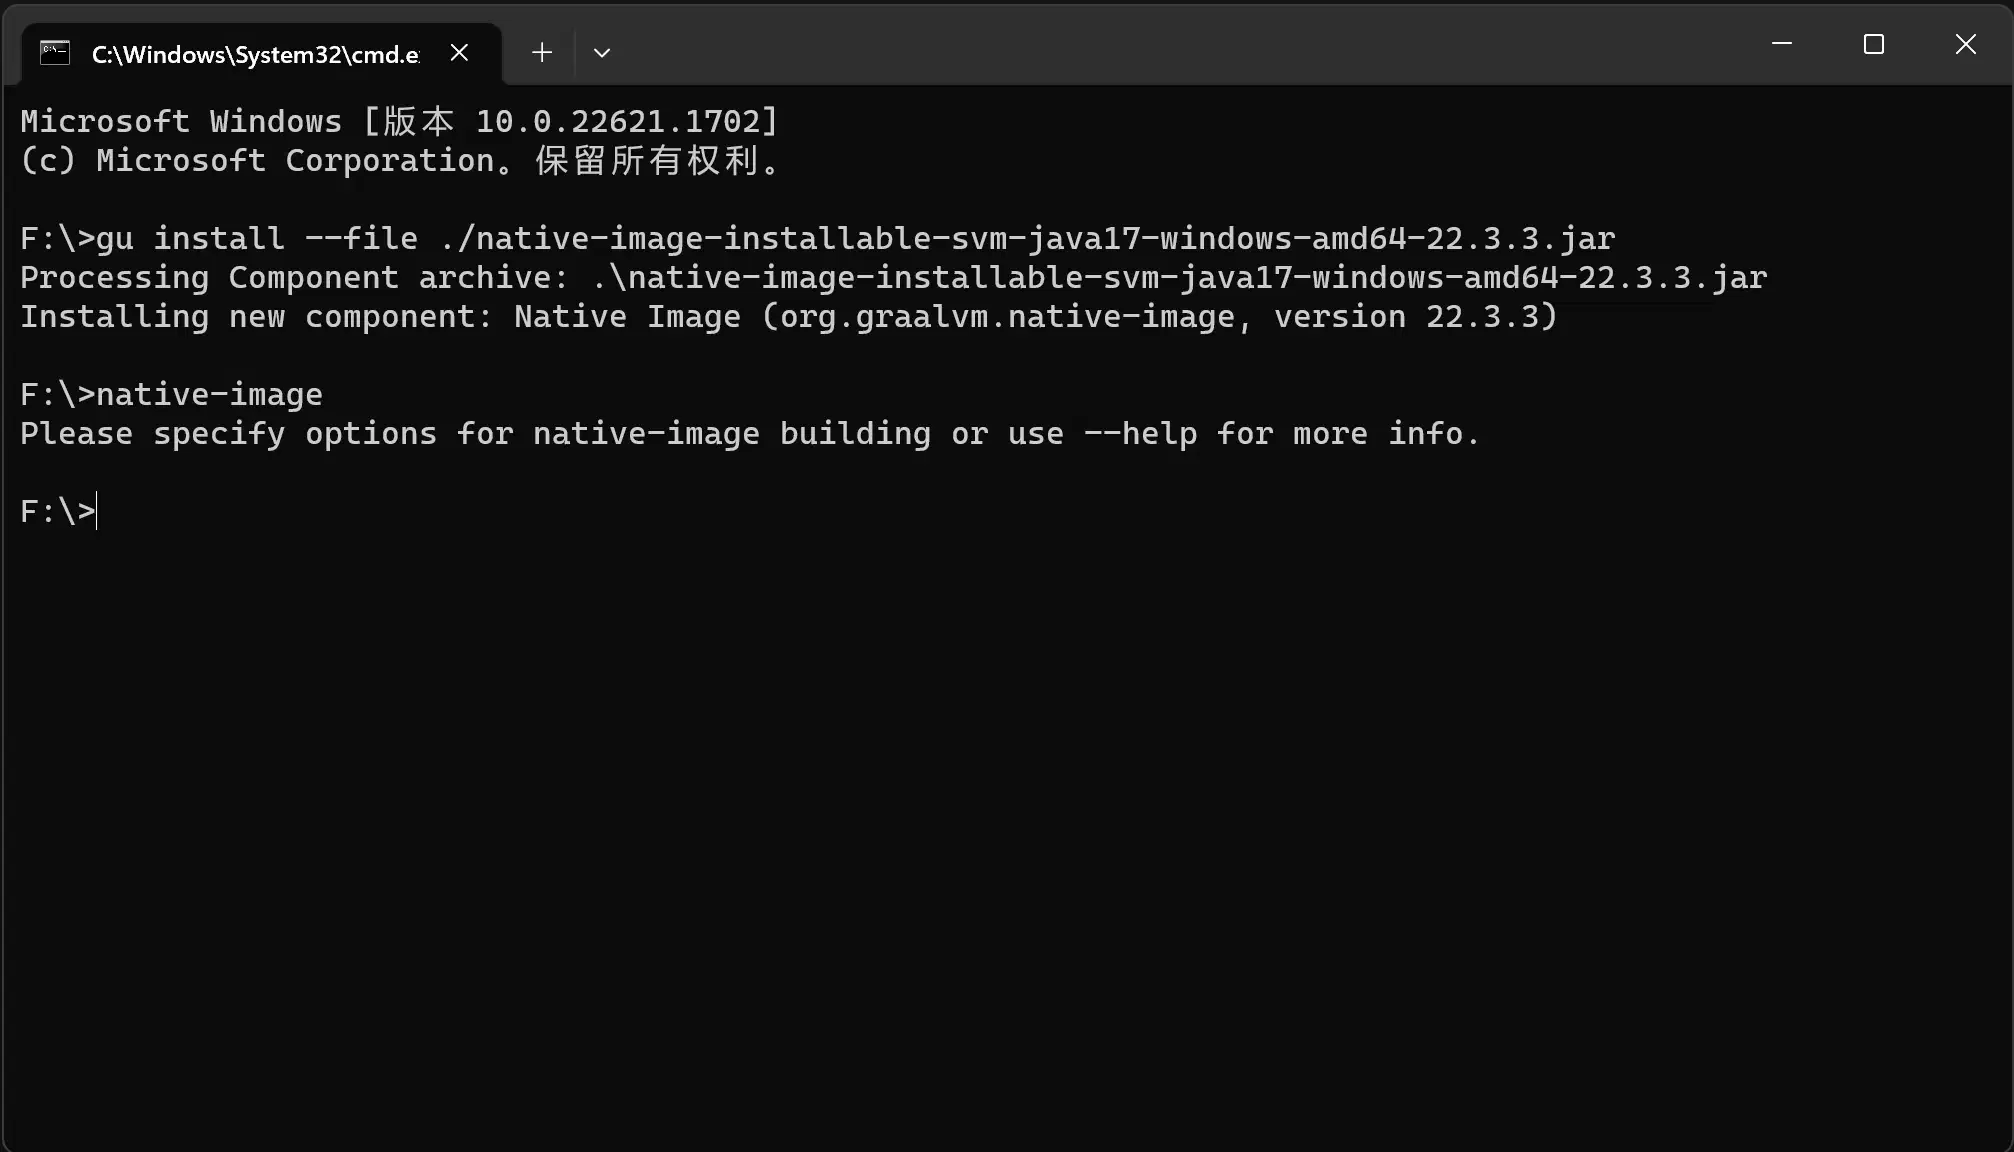 C:\Windows\System32\cmd.e
Microsoft Windows [版本 10.0.22621.1702]
(c) Microsoft Corporation。保留所有权利。
F:\>gu install --file ./native-image-installable-svm-java17-windows-amd64-22.3.3.jar
Processing Component archive: .\native-image-installable-svm-java17-windows-amd64-22.3.3.jar
Installing new component: Native Image (org.graalvm.native-image, version 22.3.3)
F:\>native-image
Please specify options for native-image building or use --help for more info.
F:\>